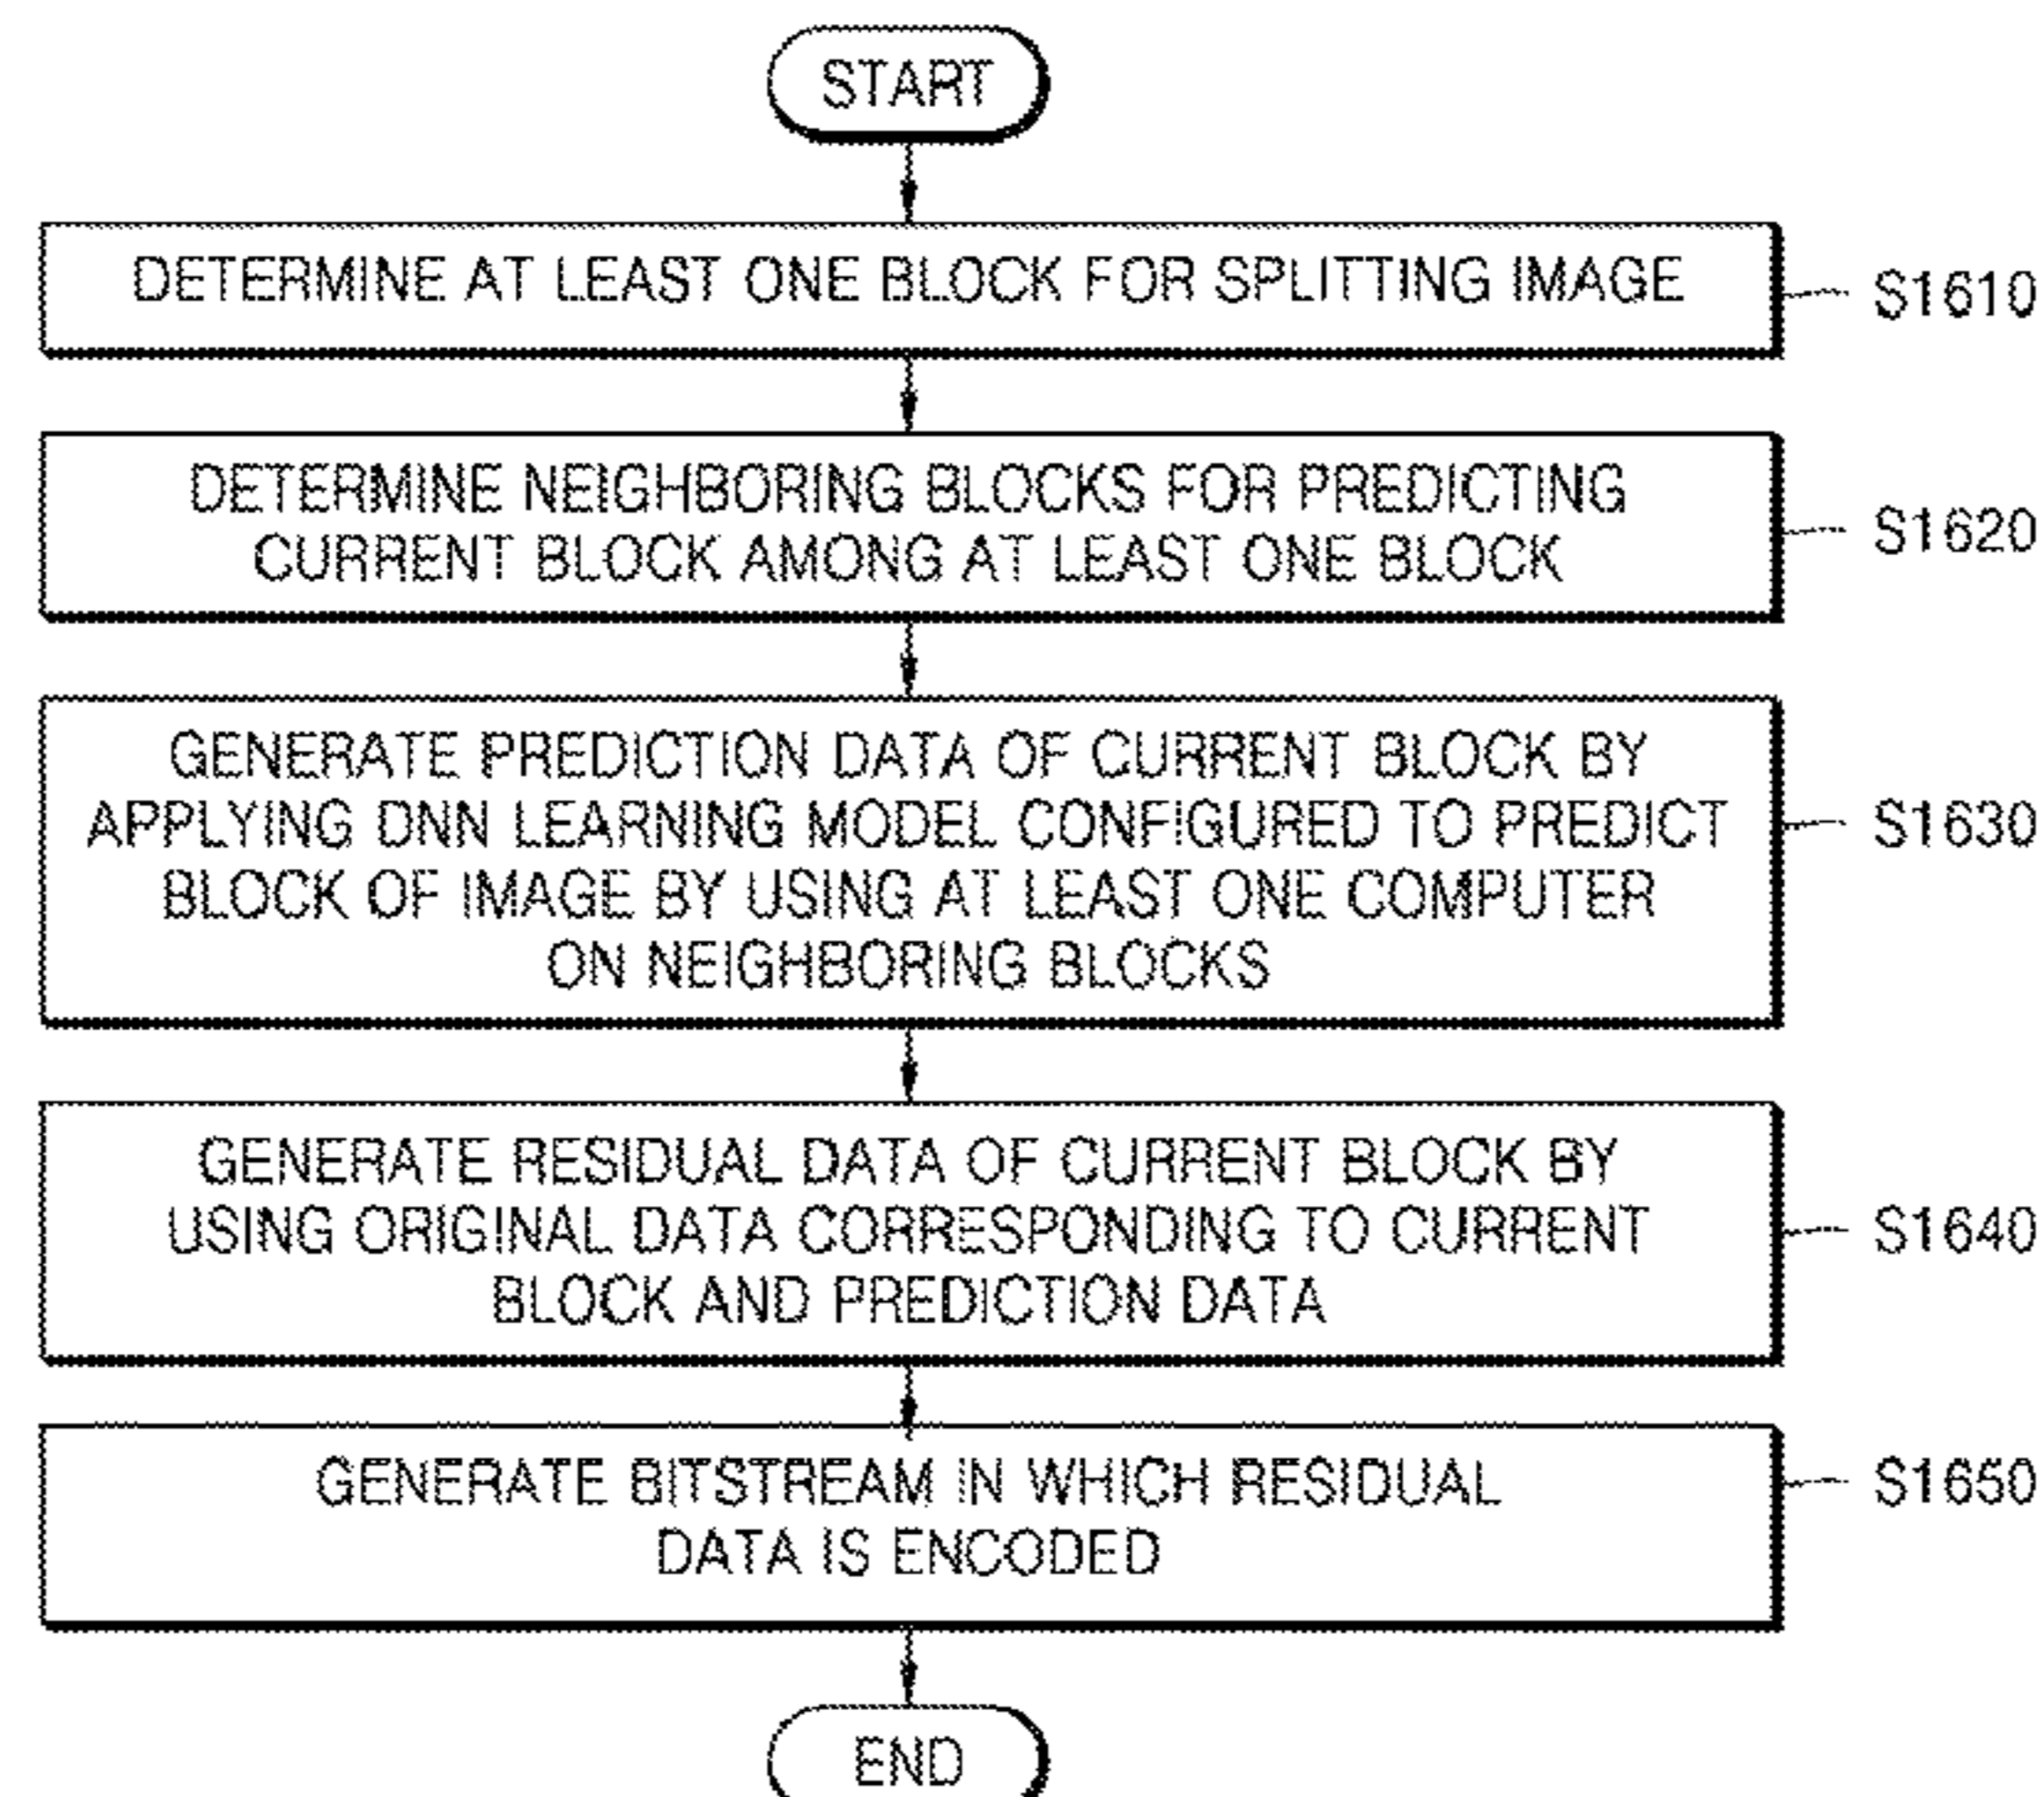 START
DETERMINE AT LEAST ONE BLOCK FOR SPLITTING IMAGE
S1610
DETERMINE NEIGHBORING BLOCKS FOR PREDICTING
CURRENT BLOCK AMONG AT LEAST ONE BLOCK
S1620
GENERATE PREDICTION DATA OF CURRENT BLOCK BY
APPLYING DNN LEARNING MODEL CONFIGURED TO PREDICT
BLOCK OF IMAGE BY USING AT LEAST ONE COMPUTER
ON NEIGHBORING BLOCKS
S1630
GENERATE RESIDUAL DATA OF CURRENT BLOCK BY
USING ORIGINAL DATA CORRESPONDING TO CURRENT
BLOCK AND PREDICTION DATA
S1640
GENERATE BITSTREAM IN WHICH RESIDUAL
DATA IS ENCODED
S1650
END